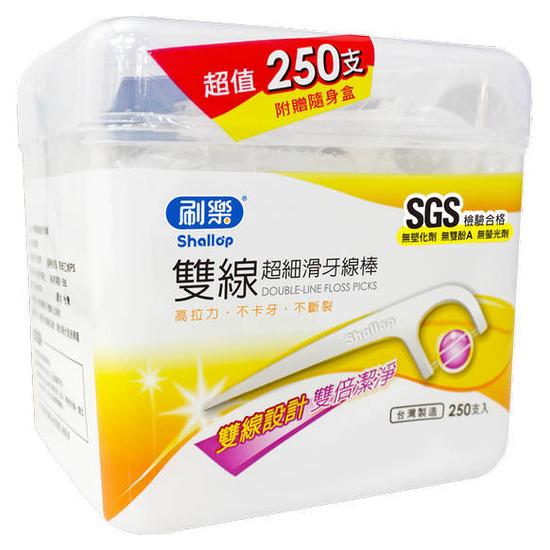 超值250支
附贈隨身盒
刷樂®
Shallop
SGS檢驗合格
無塑化劑 無雙酚A 無螢光劑
雙線超細滑牙線棒
DOUBLE-LINE FLOSS PICKS
高拉力・不卡牙・不斷裂
Shallop
雙線設計 雙倍潔淨
台灣製造 250支入